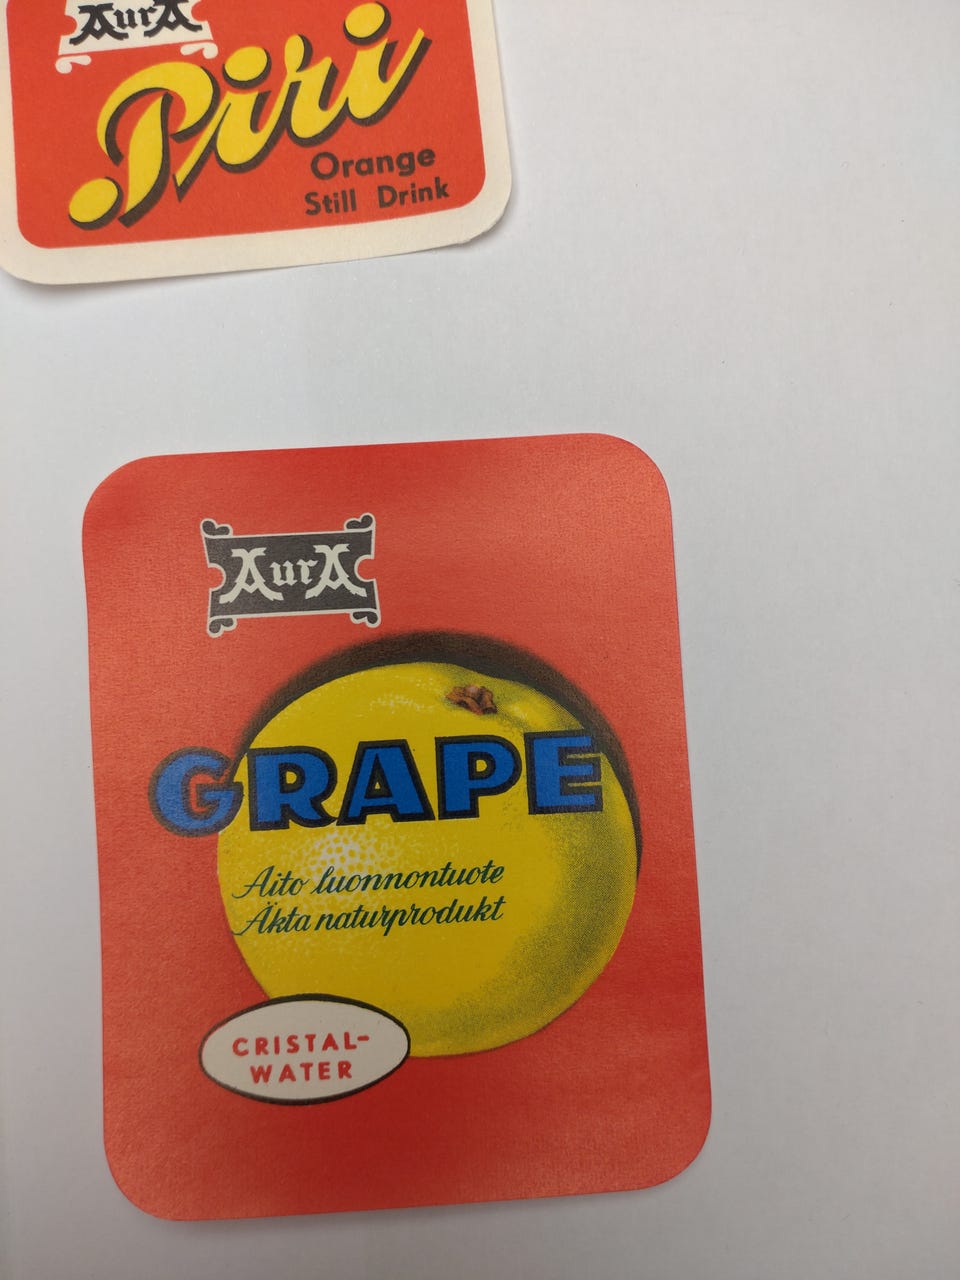 AurA
Piri
Orange
Still Drink
AurA
GRAPE
Aito luonnontuote
Äkta naturprodukt
CRISTAL-
WATER